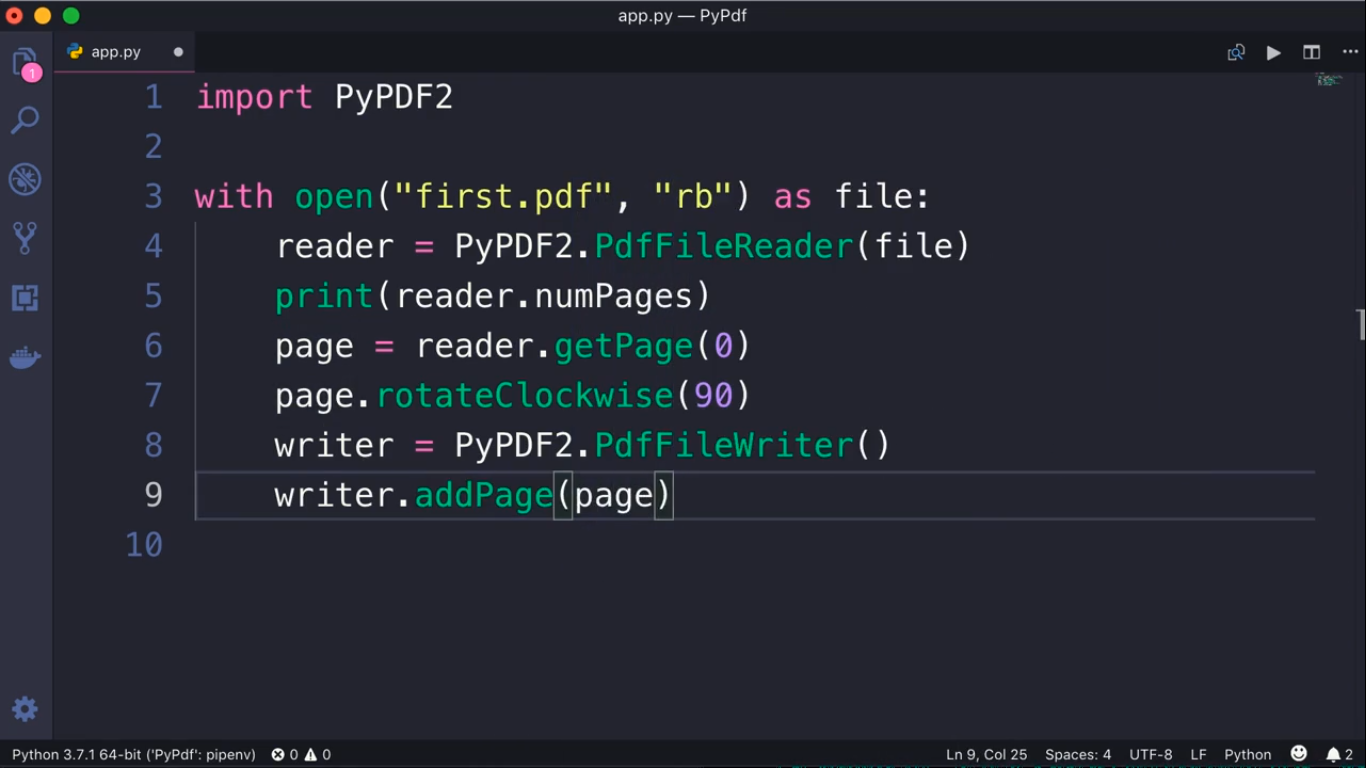 app.py — PyPdf
app.py
1
1 import PyPDF2
2
3 with open("first.pdf", "rb") as file:
4     reader = PyPDF2.PdfFileReader(file)
5     print(reader.numPages)
6     page = reader.getPage(0)
7     page.rotateClockwise(90)
8     writer = PyPDF2.PdfFileWriter()
9     writer.addPage(page)
10
Python 3.7.1 64-bit ('PyPdf': pipenv) 0 0 Ln 9, Col 25 Spaces: 4 UTF-8 LF Python 2